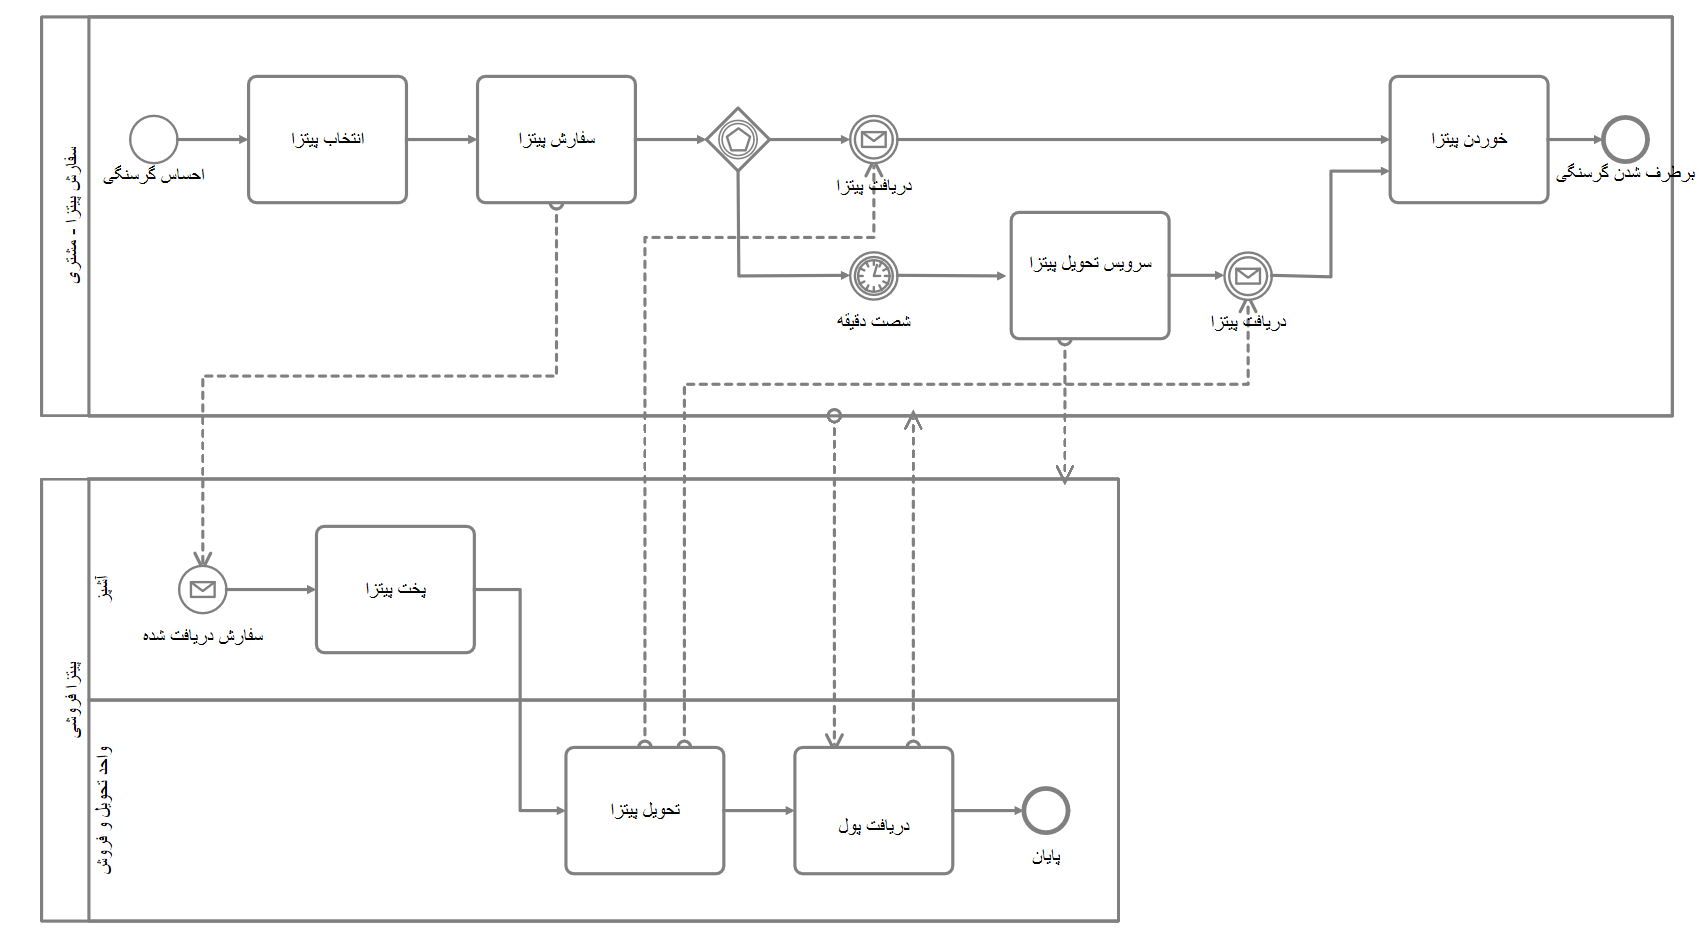 سفارش پیتزا - مشتری
احساس گرسنگی
انتخاب پیتزا
سفارش پیتزا
دریافت پیتزا
شصت دقیقه
سرویس تحویل پیتزا
دریافت پیتزا
خوردن پیتزا
برطرف شدن گرسنگی
پیتزا فروشی
آشپز
سفارش دریافت شده
پخت پیتزا
واحد تحویل و فروش
تحویل پیتزا
دریافت پول
پایان